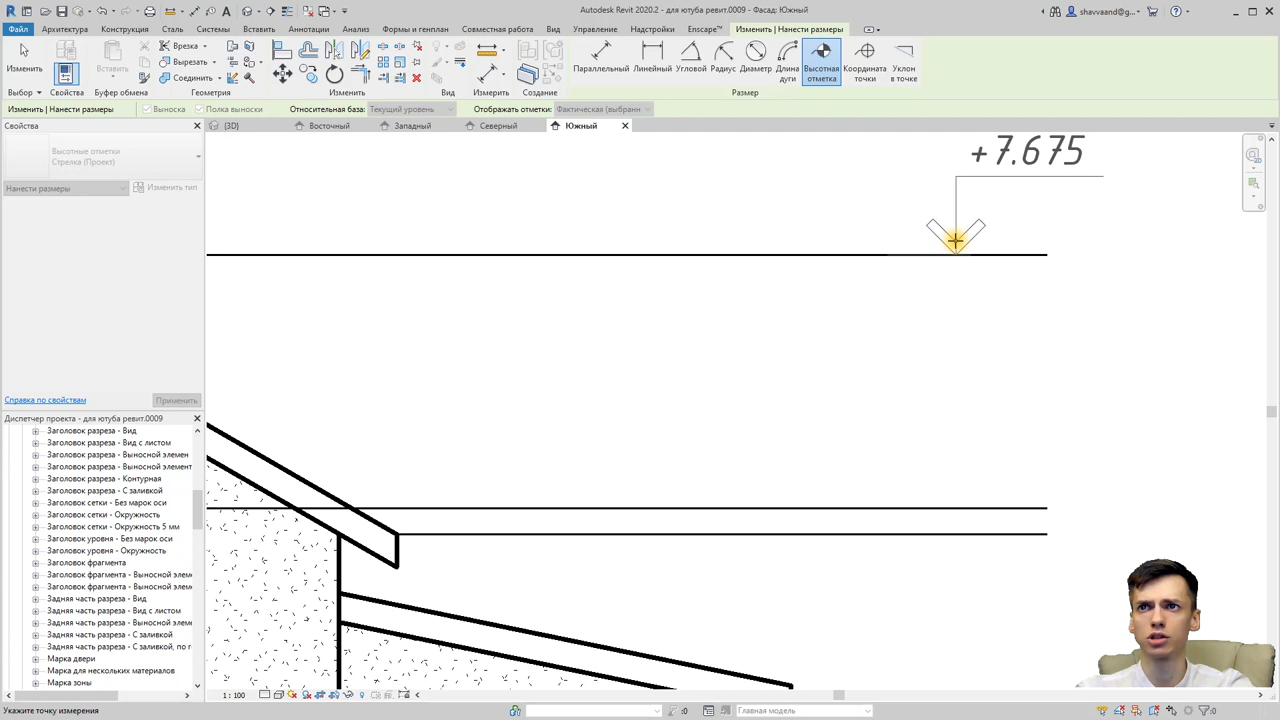 Autodesk Revit 2020.2 - для ютуба ревит.0009 - Фасад: Южный
shavvaand@g...
Файл Архитектура Конструкция Сталь Системы Вставить Аннотации Анализ Формы и генплан Совместная работа Вид Управление Надстройки Enscape™ Изменить | Нанести размеры
Изменить
Свойства
Вставить
Врезка
Вырезать
Соединить
Параллельный Линейный Угловой Радиус Диаметр Длина дуги Высотная отметка Координата точки Уклон в точке
Выбор Свойства Буфер обмена Геометрия Изменить Вид Измерить Создание Размер
Изменить | Нанести размеры Выноска Полка выноски Относительная база: Текущий уровень Отображать отметки: Фактическая (выбранн
Свойства
(3D) Восточный Западный Северный Южный
Высотные отметки
Стрелка (Проект)
Нанести размеры Изменить тип
+7.675
Справка по свойствам Применить
Диспетчер проекта - для ютуба ревит.0009
Заголовок разреза - Вид
Заголовок разреза - Вид с листом
Заголовок разреза - Выносной элемен
Заголовок разреза - Выносной элемент
Заголовок разреза - Контурная
Заголовок разреза - С заливкой
Заголовок сетки - Без марок оси
Заголовок сетки - Окружность
Заголовок сетки - Окружность 5 мм
Заголовок уровня - Без марок оси
Заголовок уровня - Окружность
Заголовок фрагмента
Заголовок фрагмента - Выносной элеме
Заголовок фрагмента - Выносной элеме
Задняя часть разреза - Вид
Задняя часть разреза - Вид с листом
Задняя часть разреза - Выносной элеме
Задняя часть разреза - С заливкой
Задняя часть разреза - С заливкой, по г
Марка двери
Марка для нескольких материалов
Марка зоны
1 : 100
Укажите точку измерения :0 Главная модель :0